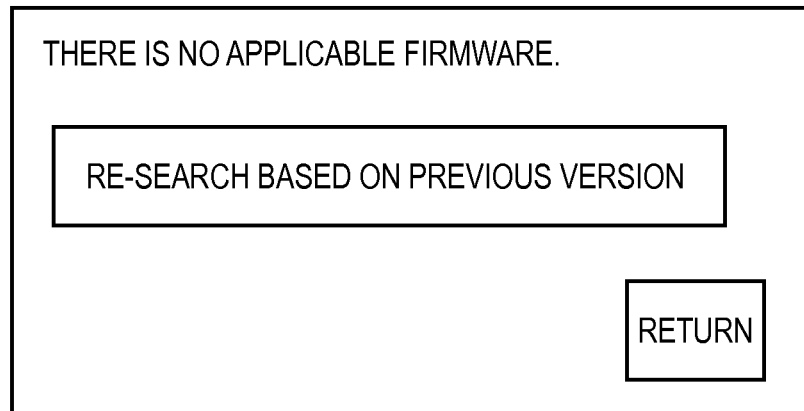 THERE IS NO APPLICABLE FIRMWARE.
RE-SEARCH BASED ON PREVIOUS VERSION
RETURN